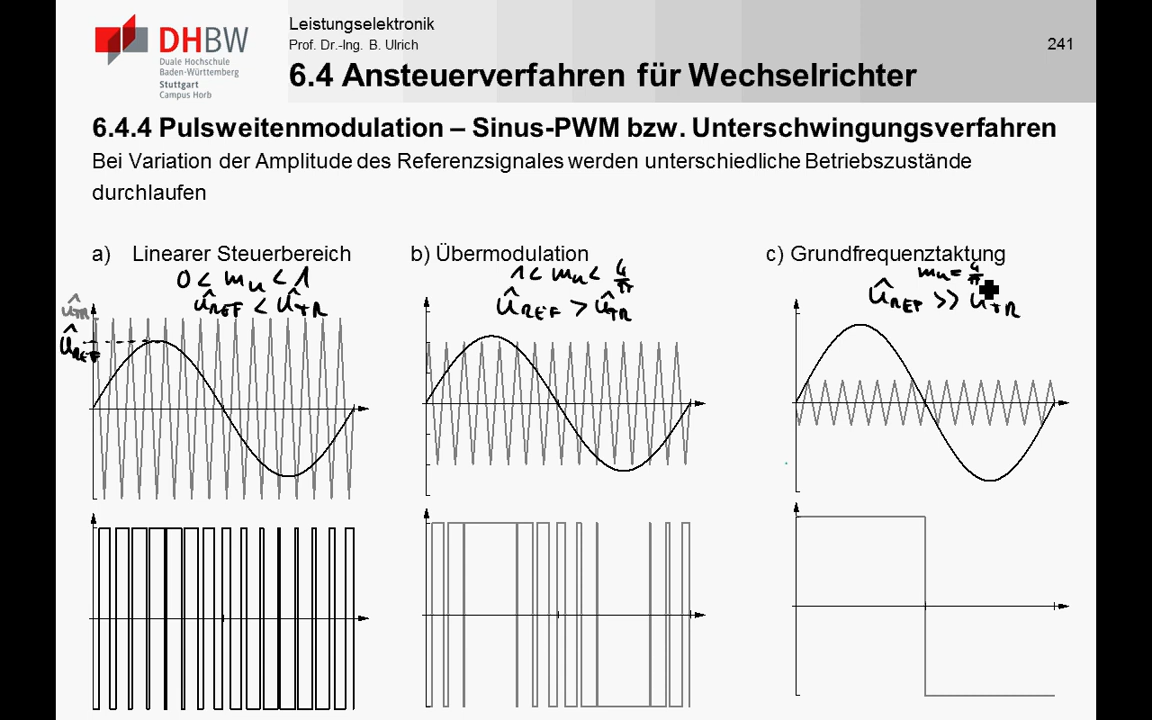 DHBW
Duale Hochschule
Baden-Württemberg
Stuttgart
Campus Horb
Leistungselektronik
Prof. Dr.-Ing. B. Ulrich
241
6.4 Ansteuerverfahren für Wechselrichter
6.4.4 Pulsweitenmodulation – Sinus-PWM bzw. Unterschwingungsverfahren
Bei Variation der Amplitude des Referenzsignales werden unterschiedliche Betriebszustände
durchlaufen
a) Linearer Steuerbereich
0 < mu < 1
ûREF < ûTR
ûTR
ûREF
b) Übermodulation
1 < mu < 4/π
ûREF > ûTR
c) Grundfrequenztaktung
mu = 4/π
ûREF >> ûTR